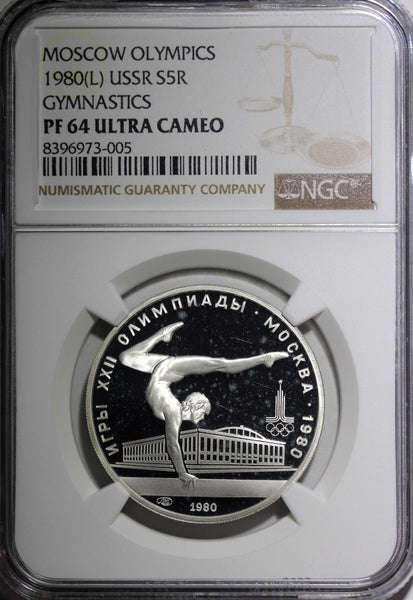 MOSCOW OLYMPICS
1980(L) USSR S5R
GYMNASTICS
PF 64 ULTRA CAMEO
8396973-005
NUMISMATIC GUARANTY COMPANY
NGC
ИГРЫ XXII ОЛИМПИАДЫ · МОСКВА · 1980
1980